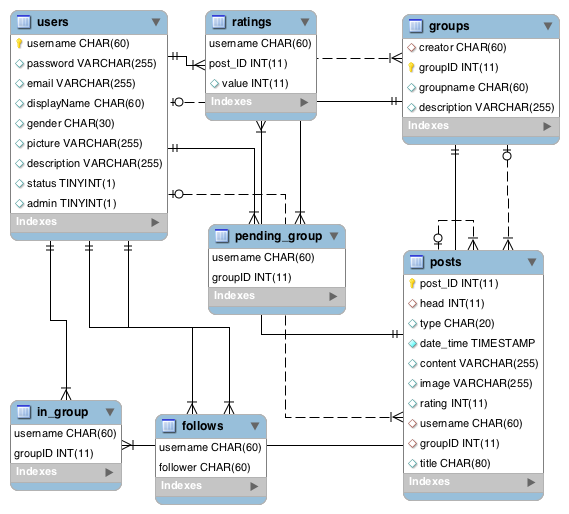 users
username CHAR(60)
password VARCHAR(255)
email VARCHAR(255)
displayName CHAR(60)
gender CHAR(30)
picture VARCHAR(255)
description VARCHAR(255)
status TINYINT(1)
admin TINYINT(1)
Indexes
ratings
username CHAR(60)
post_ID INT(11)
value INT(11)
Indexes
groups
creator CHAR(60)
groupID INT(11)
groupname CHAR(60)
description VARCHAR(255)
Indexes
pending_group
username CHAR(60)
groupID INT(11)
Indexes
posts
post_ID INT(11)
head INT(11)
type CHAR(20)
date_time TIMESTAMP
content VARCHAR(255)
image VARCHAR(255)
rating INT(11)
username CHAR(60)
groupID INT(11)
title CHAR(80)
Indexes
in_group
username CHAR(60)
groupID INT(11)
Indexes
follows
username CHAR(60)
follower CHAR(60)
Indexes